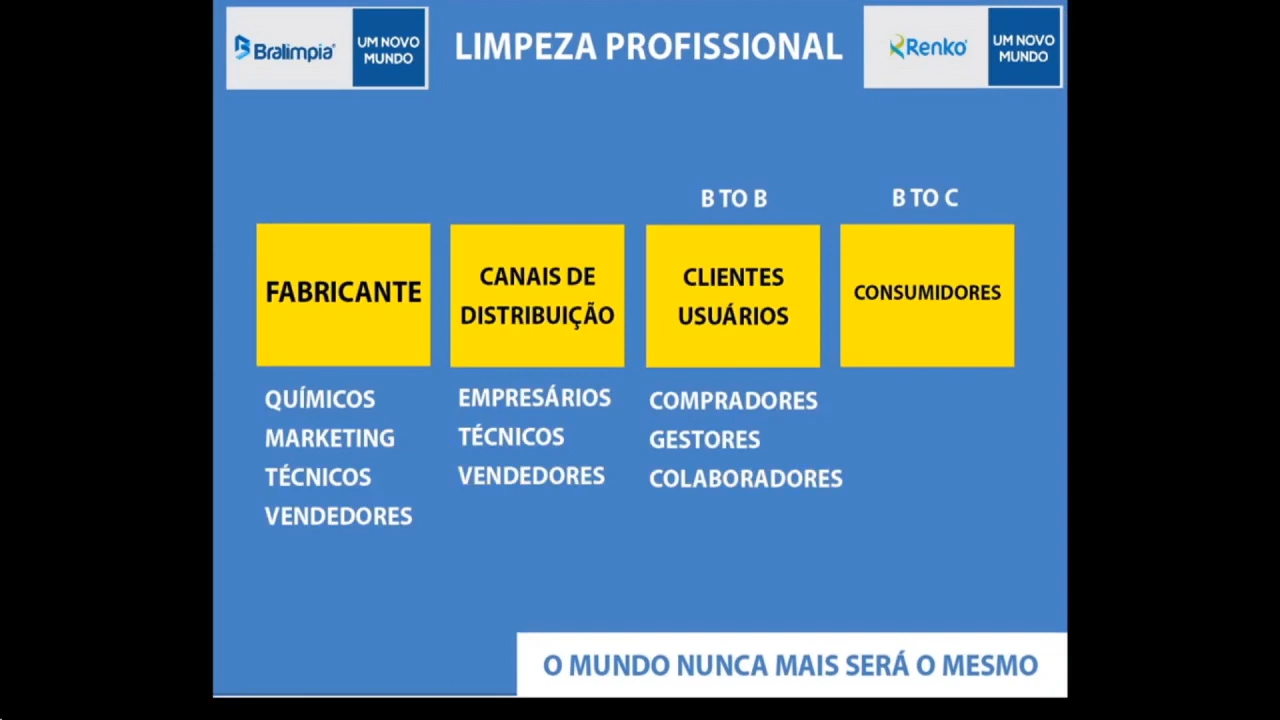 Bralimpia
UM NOVO
MUNDO
LIMPEZA PROFISSIONAL
Renko
UM NOVO
MUNDO
B TO B
B TO C
FABRICANTE
CANAIS DE
DISTRIBUIÇÃO
CLIENTES
USUÁRIOS
CONSUMIDORES
QUÍMICOS
MARKETING
TÉCNICOS
VENDEDORES
EMPRESÁRIOS
TÉCNICOS
VENDEDORES
COMPRADORES
GESTORES
COLABORADORES
O MUNDO NUNCA MAIS SERÁ O MESMO